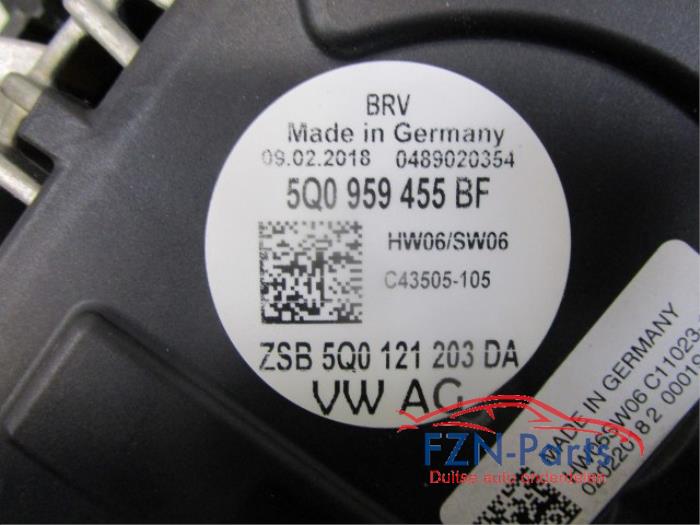 BRV
Made in Germany
09.02.2018 0489020354
5Q0 959 455 BF
HW06/SW06
C43505-105
ZSB 5Q0 121 203 DA
VW AG
MADE IN GERMANY
C11023
FZN-Parts
Duitse auto onderdelen